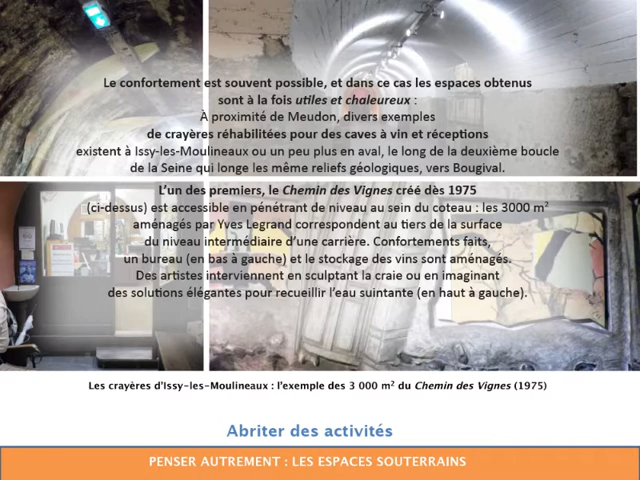 Le confortement est souvent possible, et dans ce cas les espaces obtenus
sont à la fois utiles et chaleureux :
À proximité de Meudon, divers exemples
de crayères réhabilitées pour des caves à vin et réceptions
existent à Issy-les-Moulineaux ou un peu plus en aval, le long de la deuxième boucle
de la Seine qui longe les même reliefs géologiques, vers Bougival.
L'un des premiers, le Chemin des Vignes créé dès 1975
(ci-dessus) est accessible en pénétrant de niveau au sein du coteau : les 3000 m²
aménagés par Yves Legrand correspondent au tiers de la surface
du niveau intermédiaire d'une carrière. Confortements faits,
un bureau (en bas à gauche) et le stockage des vins sont aménagés.
Des artistes interviennent en sculptant la craie ou en imaginant
des solutions élégantes pour recueillir l'eau suintante (en haut à gauche).
Les crayères d'Issy-les-Moulineaux : l'exemple des 3 000 m² du Chemin des Vignes (1975)
Abriter des activités
PENSER AUTREMENT : LES ESPACES SOUTERRAINS